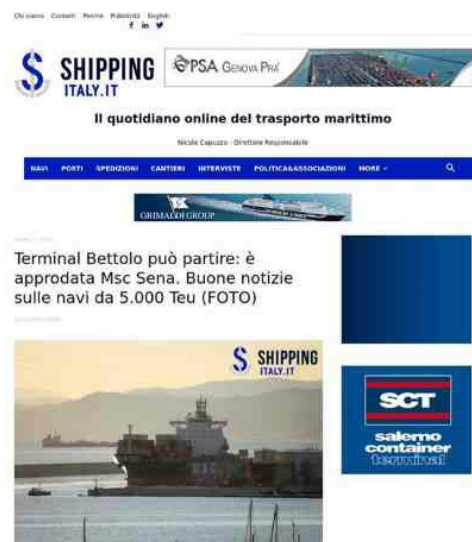 Chi siamo Contatti Perché Pubblicità English
SHIPPING
ITALY.IT
PSA GENOVA PRA'
Il quotidiano online del trasporto marittimo
Nicola Capuzzo - Direttore Responsabile
NAVI PORTI SPEDIZIONI CANTIERI INTERVISTE POLITICA&ASSOCIAZIONI MORE
GRIMALDI GROUP
Terminal Bettolo può partire: è
approdata Msc Sena. Buone notizie
sulle navi da 5.000 Teu (FOTO)
SHIPPING
ITALY.IT
SCT
salerno
container
terminal